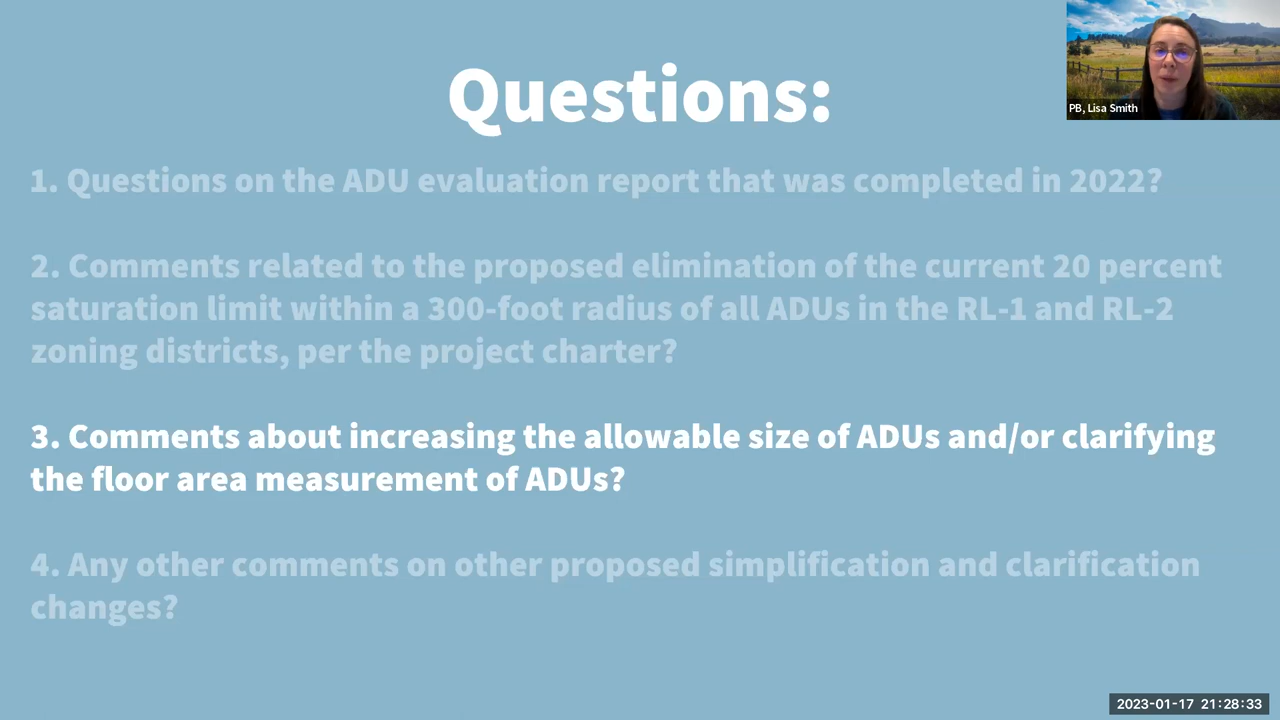 Questions:
PB, Lisa Smith
1. Questions on the ADU evaluation report that was completed in 2022?
2. Comments related to the proposed elimination of the current 20 percent
saturation limit within a 300-foot radius of all ADUs in the RL-1 and RL-2
zoning districts, per the project charter?
3. Comments about increasing the allowable size of ADUs and/or clarifying
the floor area measurement of ADUs?
4. Any other comments on other proposed simplification and clarification
changes?
2023-01-17 21:28:33